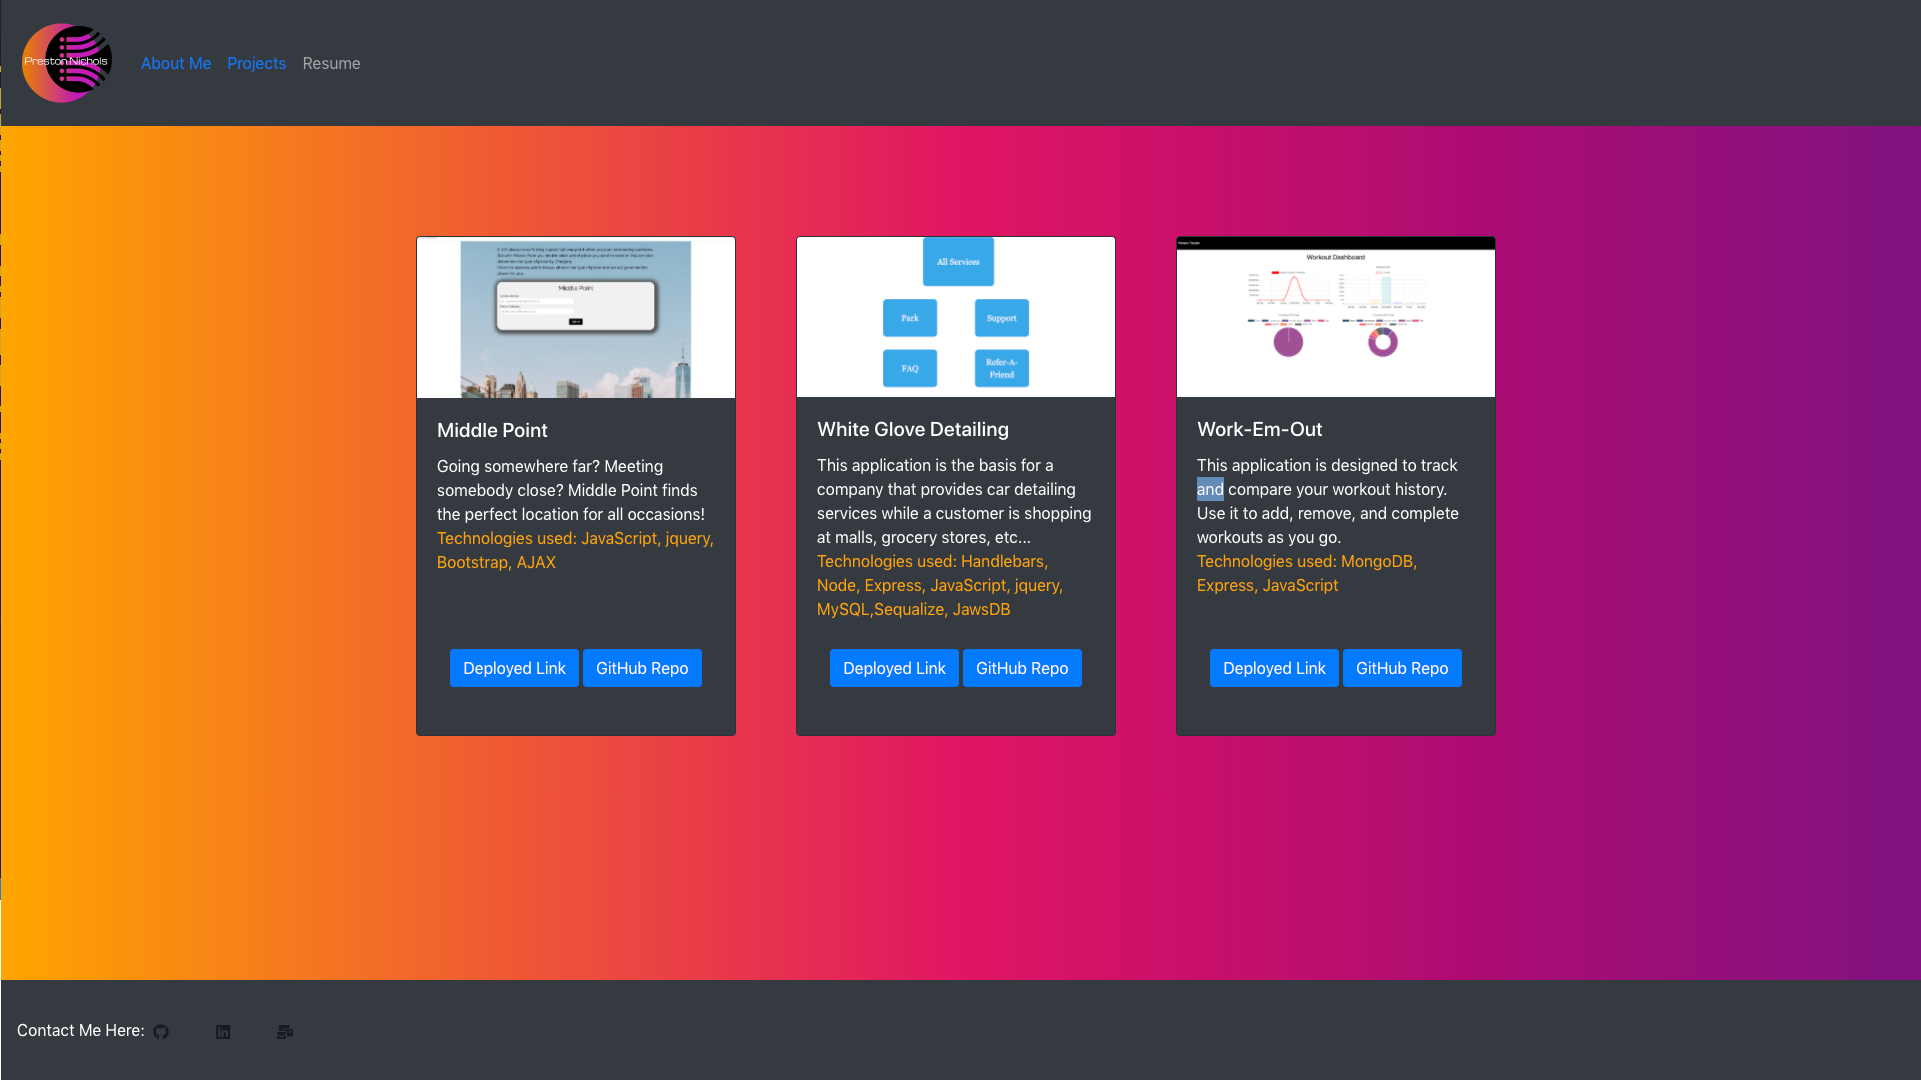 Preston Nichols
About Me Projects Resume
Middle Point
All Services
Park
Support
FAQ
Refer-A-
Friend
Workout Dashboard
Middle Point
Going somewhere far? Meeting
somebody close? Middle Point finds
the perfect location for all occasions!
Technologies used: JavaScript, jquery,
Bootstrap, AJAX
Deployed Link GitHub Repo
White Glove Detailing
This application is the basis for a
company that provides car detailing
services while a customer is shopping
at malls, grocery stores, etc...
Technologies used: Handlebars,
Node, Express, JavaScript, jquery,
MySQL,Sequalize, JawsDB
Deployed Link GitHub Repo
Work-Em-Out
This application is designed to track
and compare your workout history.
Use it to add, remove, and complete
workouts as you go.
Technologies used: MongoDB,
Express, JavaScript
Deployed Link GitHub Repo
Contact Me Here: